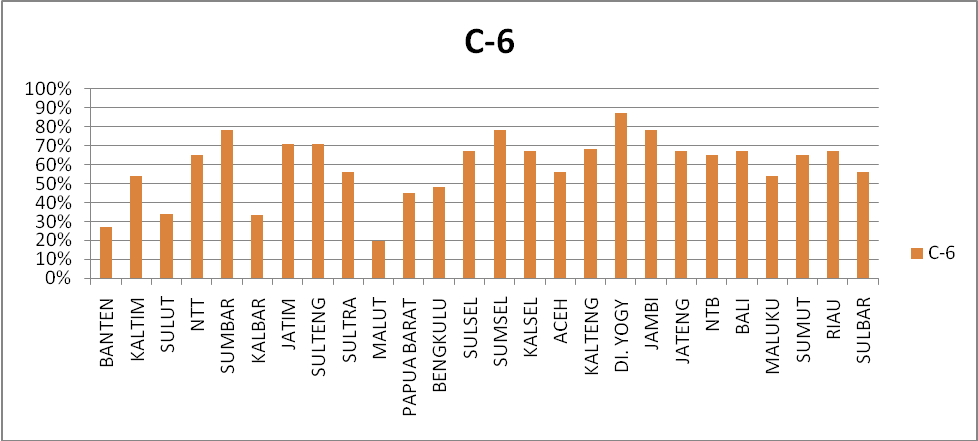 C-6
100%
90%
80%
70%
60%
50%
40%
30%
20%
10%
0%
BANTEN
KALTIM
SULUT
NTT
SUMBAR
KALBAR
JATIM
SULTENG
SULTRA
MALUT
PAPUA BARAT
BENGKULU
SULSEL
SUMSEL
KALSEL
ACEH
KALTENG
DI. YOGY
JAMBI
JATENG
NTB
BALI
MALUKU
SUMUT
RIAU
SULBAR
C-6